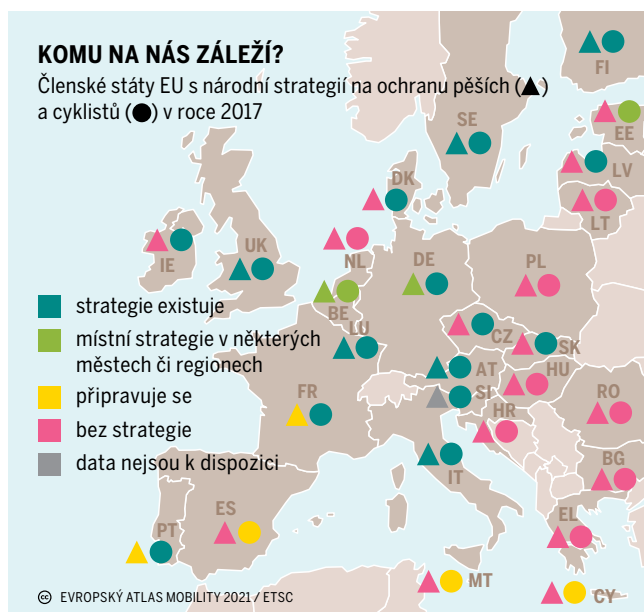 KOMU NA NÁS ZÁLEŽÍ?
Členské státy EU s národní strategií na ochranu pěších (▲)
a cyklistů (●) v roce 2017
FI
SE
EE
LV
LT
DK
IE
UK
NL
DE
PL
BE
LU
CZ
SK
AT
HU
SI
FR
HR
RO
IT
BG
PT
ES
EL
MT
CY
strategie existuje
místní strategie v některých
městech či regionech
připravuje se
bez strategie
data nejsou k dispozici
cc EVROPSKÝ ATLAS MOBILITY 2021 / ETSC